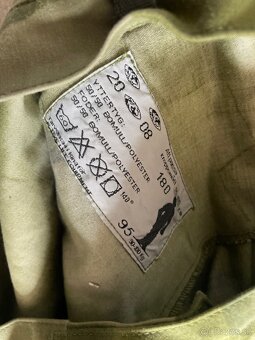 20 08
YTTERTYG:
50/50 BOMULL/POLYESTER
FODER:
50/50 BOMULL/POLYESTER
180
95